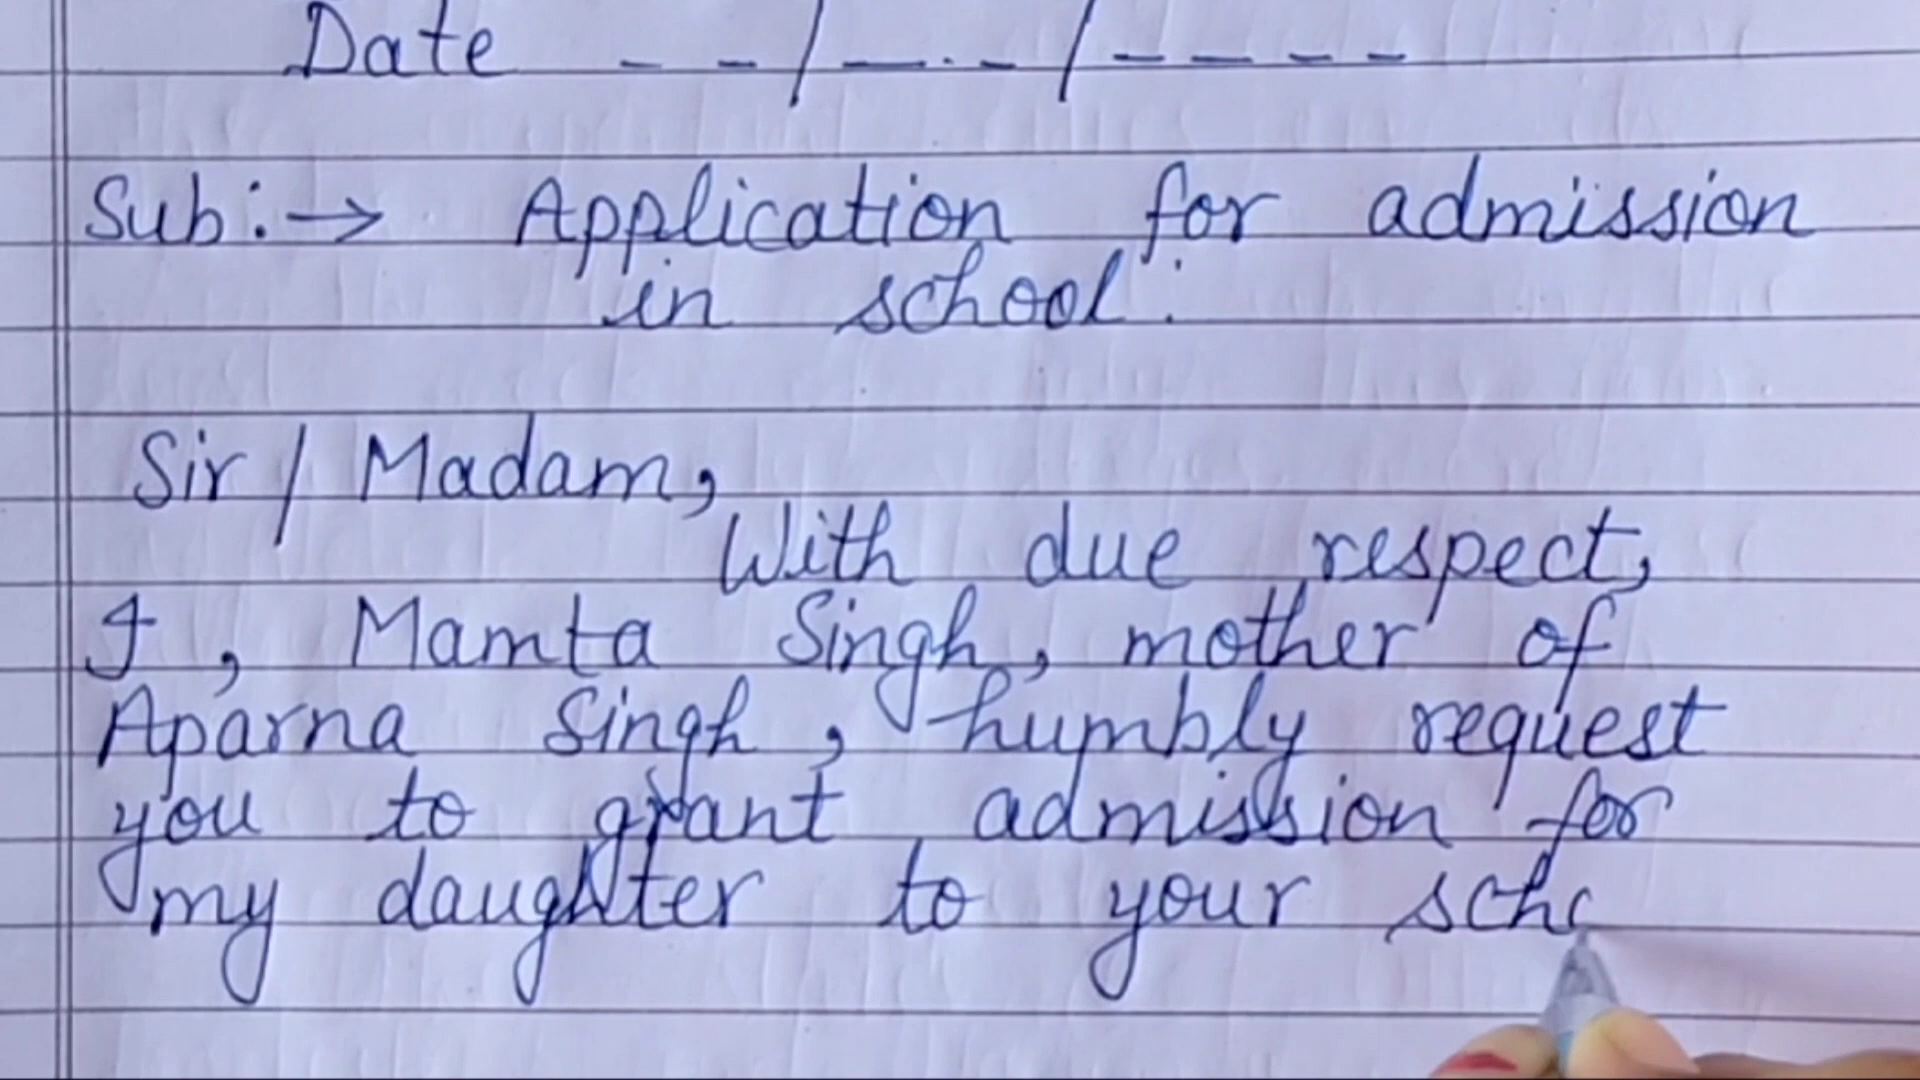 Date _ _/_ _/_ _ _ _
Sub:→ Application for admission
in school.
Sir / Madam,
With due respect,
I, Mamta Singh, mother of
Aparna Singh, humbly request
you to grant admission for
my daughter to your scho